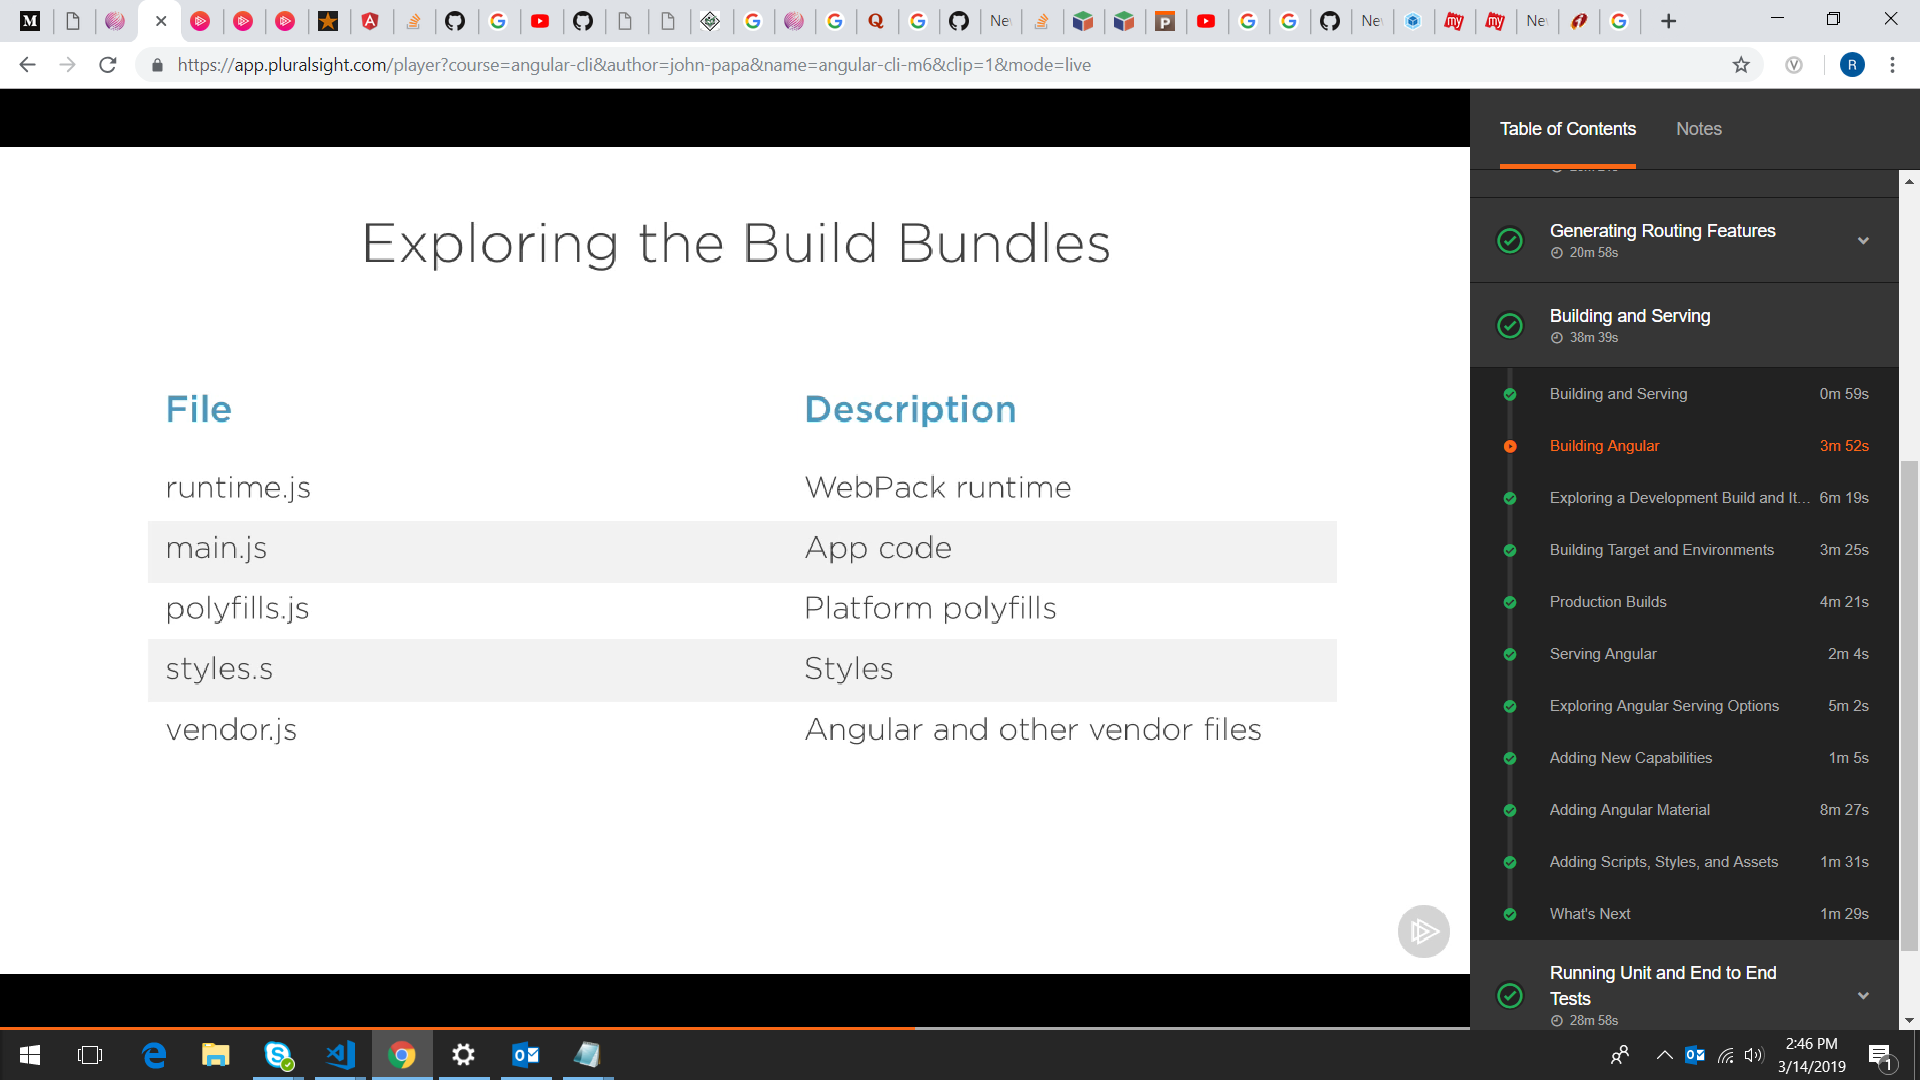 M
New
New
New
https://app.pluralsight.com/player?course=angular-cli&author=john-papa&name=angular-cli-m6&clip=1&mode=live
R
Exploring the Build Bundles
File Description
runtime.js WebPack runtime
main.js App code
polyfills.js Platform polyfills
styles.s Styles
vendor.js Angular and other vendor files
Table of Contents Notes
Generating Routing Features
20m 58s
Building and Serving
38m 39s
Building and Serving 0m 59s
Building Angular 3m 52s
Exploring a Development Build and It... 6m 19s
Building Target and Environments 3m 25s
Production Builds 4m 21s
Serving Angular 2m 4s
Exploring Angular Serving Options 5m 2s
Adding New Capabilities 1m 5s
Adding Angular Material 8m 27s
Adding Scripts, Styles, and Assets 1m 31s
What's Next 1m 29s
Running Unit and End to End
Tests
28m 58s
2:46 PM
3/14/2019
1